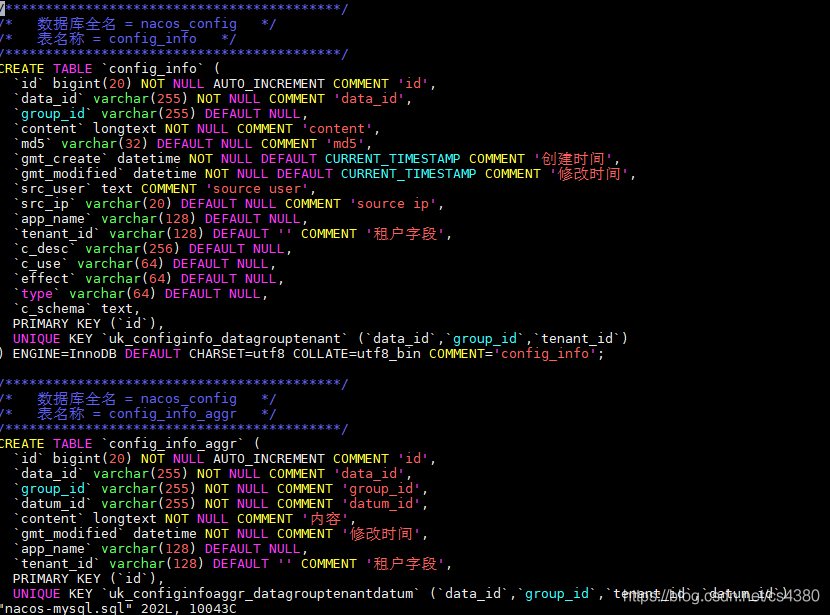 /******************************************/
/*   数据库全名 = nacos_config   */
/*   表名称 = config_info   */
/******************************************/
CREATE TABLE `config_info` (
  `id` bigint(20) NOT NULL AUTO_INCREMENT COMMENT 'id',
  `data_id` varchar(255) NOT NULL COMMENT 'data_id',
  `group_id` varchar(255) DEFAULT NULL,
  `content` longtext NOT NULL COMMENT 'content',
  `md5` varchar(32) DEFAULT NULL COMMENT 'md5',
  `gmt_create` datetime NOT NULL DEFAULT CURRENT_TIMESTAMP COMMENT '创建时间',
  `gmt_modified` datetime NOT NULL DEFAULT CURRENT_TIMESTAMP COMMENT '修改时间',
  `src_user` text COMMENT 'source user',
  `src_ip` varchar(20) DEFAULT NULL COMMENT 'source ip',
  `app_name` varchar(128) DEFAULT NULL,
  `tenant_id` varchar(128) DEFAULT '' COMMENT '租户字段',
  `c_desc` varchar(256) DEFAULT NULL,
  `c_use` varchar(64) DEFAULT NULL,
  `effect` varchar(64) DEFAULT NULL,
  `type` varchar(64) DEFAULT NULL,
  `c_schema` text,
  PRIMARY KEY (`id`),
  UNIQUE KEY `uk_configinfo_datagrouptenant` (`data_id`,`group_id`,`tenant_id`)
) ENGINE=InnoDB DEFAULT CHARSET=utf8 COLLATE=utf8_bin COMMENT='config_info';

/******************************************/
/*   数据库全名 = nacos_config   */
/*   表名称 = config_info_aggr   */
/******************************************/
CREATE TABLE `config_info_aggr` (
  `id` bigint(20) NOT NULL AUTO_INCREMENT COMMENT 'id',
  `data_id` varchar(255) NOT NULL COMMENT 'data_id',
  `group_id` varchar(255) NOT NULL COMMENT 'group_id',
  `datum_id` varchar(255) NOT NULL COMMENT 'datum_id',
  `content` longtext NOT NULL COMMENT '内容',
  `gmt_modified` datetime NOT NULL COMMENT '修改时间',
  `app_name` varchar(128) DEFAULT NULL,
  `tenant_id` varchar(128) DEFAULT '' COMMENT '租户字段',
  PRIMARY KEY (`id`),
  UNIQUE KEY `uk_configinfoaggr_datagrouptenantdatum` (`data_id`,`group_id`,`tenant_id`,`datum_id`)
"nacos-mysql.sql" 202L, 10043C
https://blog.csdn.net/cs4380